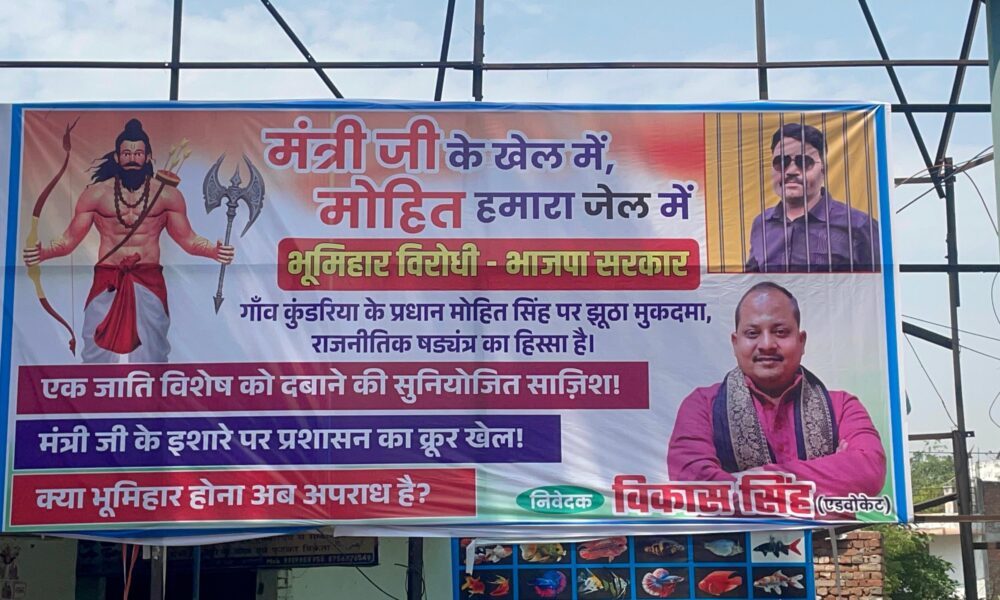 मंत्री जी के खेल में,
मोहित हमारा जेल में
भूमिहार विरोधी - भाजपा सरकार
गाँव कुंडरिया के प्रधान मोहित सिंह पर झूठा मुकदमा,
राजनीतिक षड्यंत्र का हिस्सा है।
एक जाति विशेष को दबाने की सुनियोजित साज़िश!
मंत्री जी के इशारे पर प्रशासन का क्रूर खेल!
क्या भूमिहार होना अब अपराध है?
निवेदक विकास सिंह (एडवोकेट)